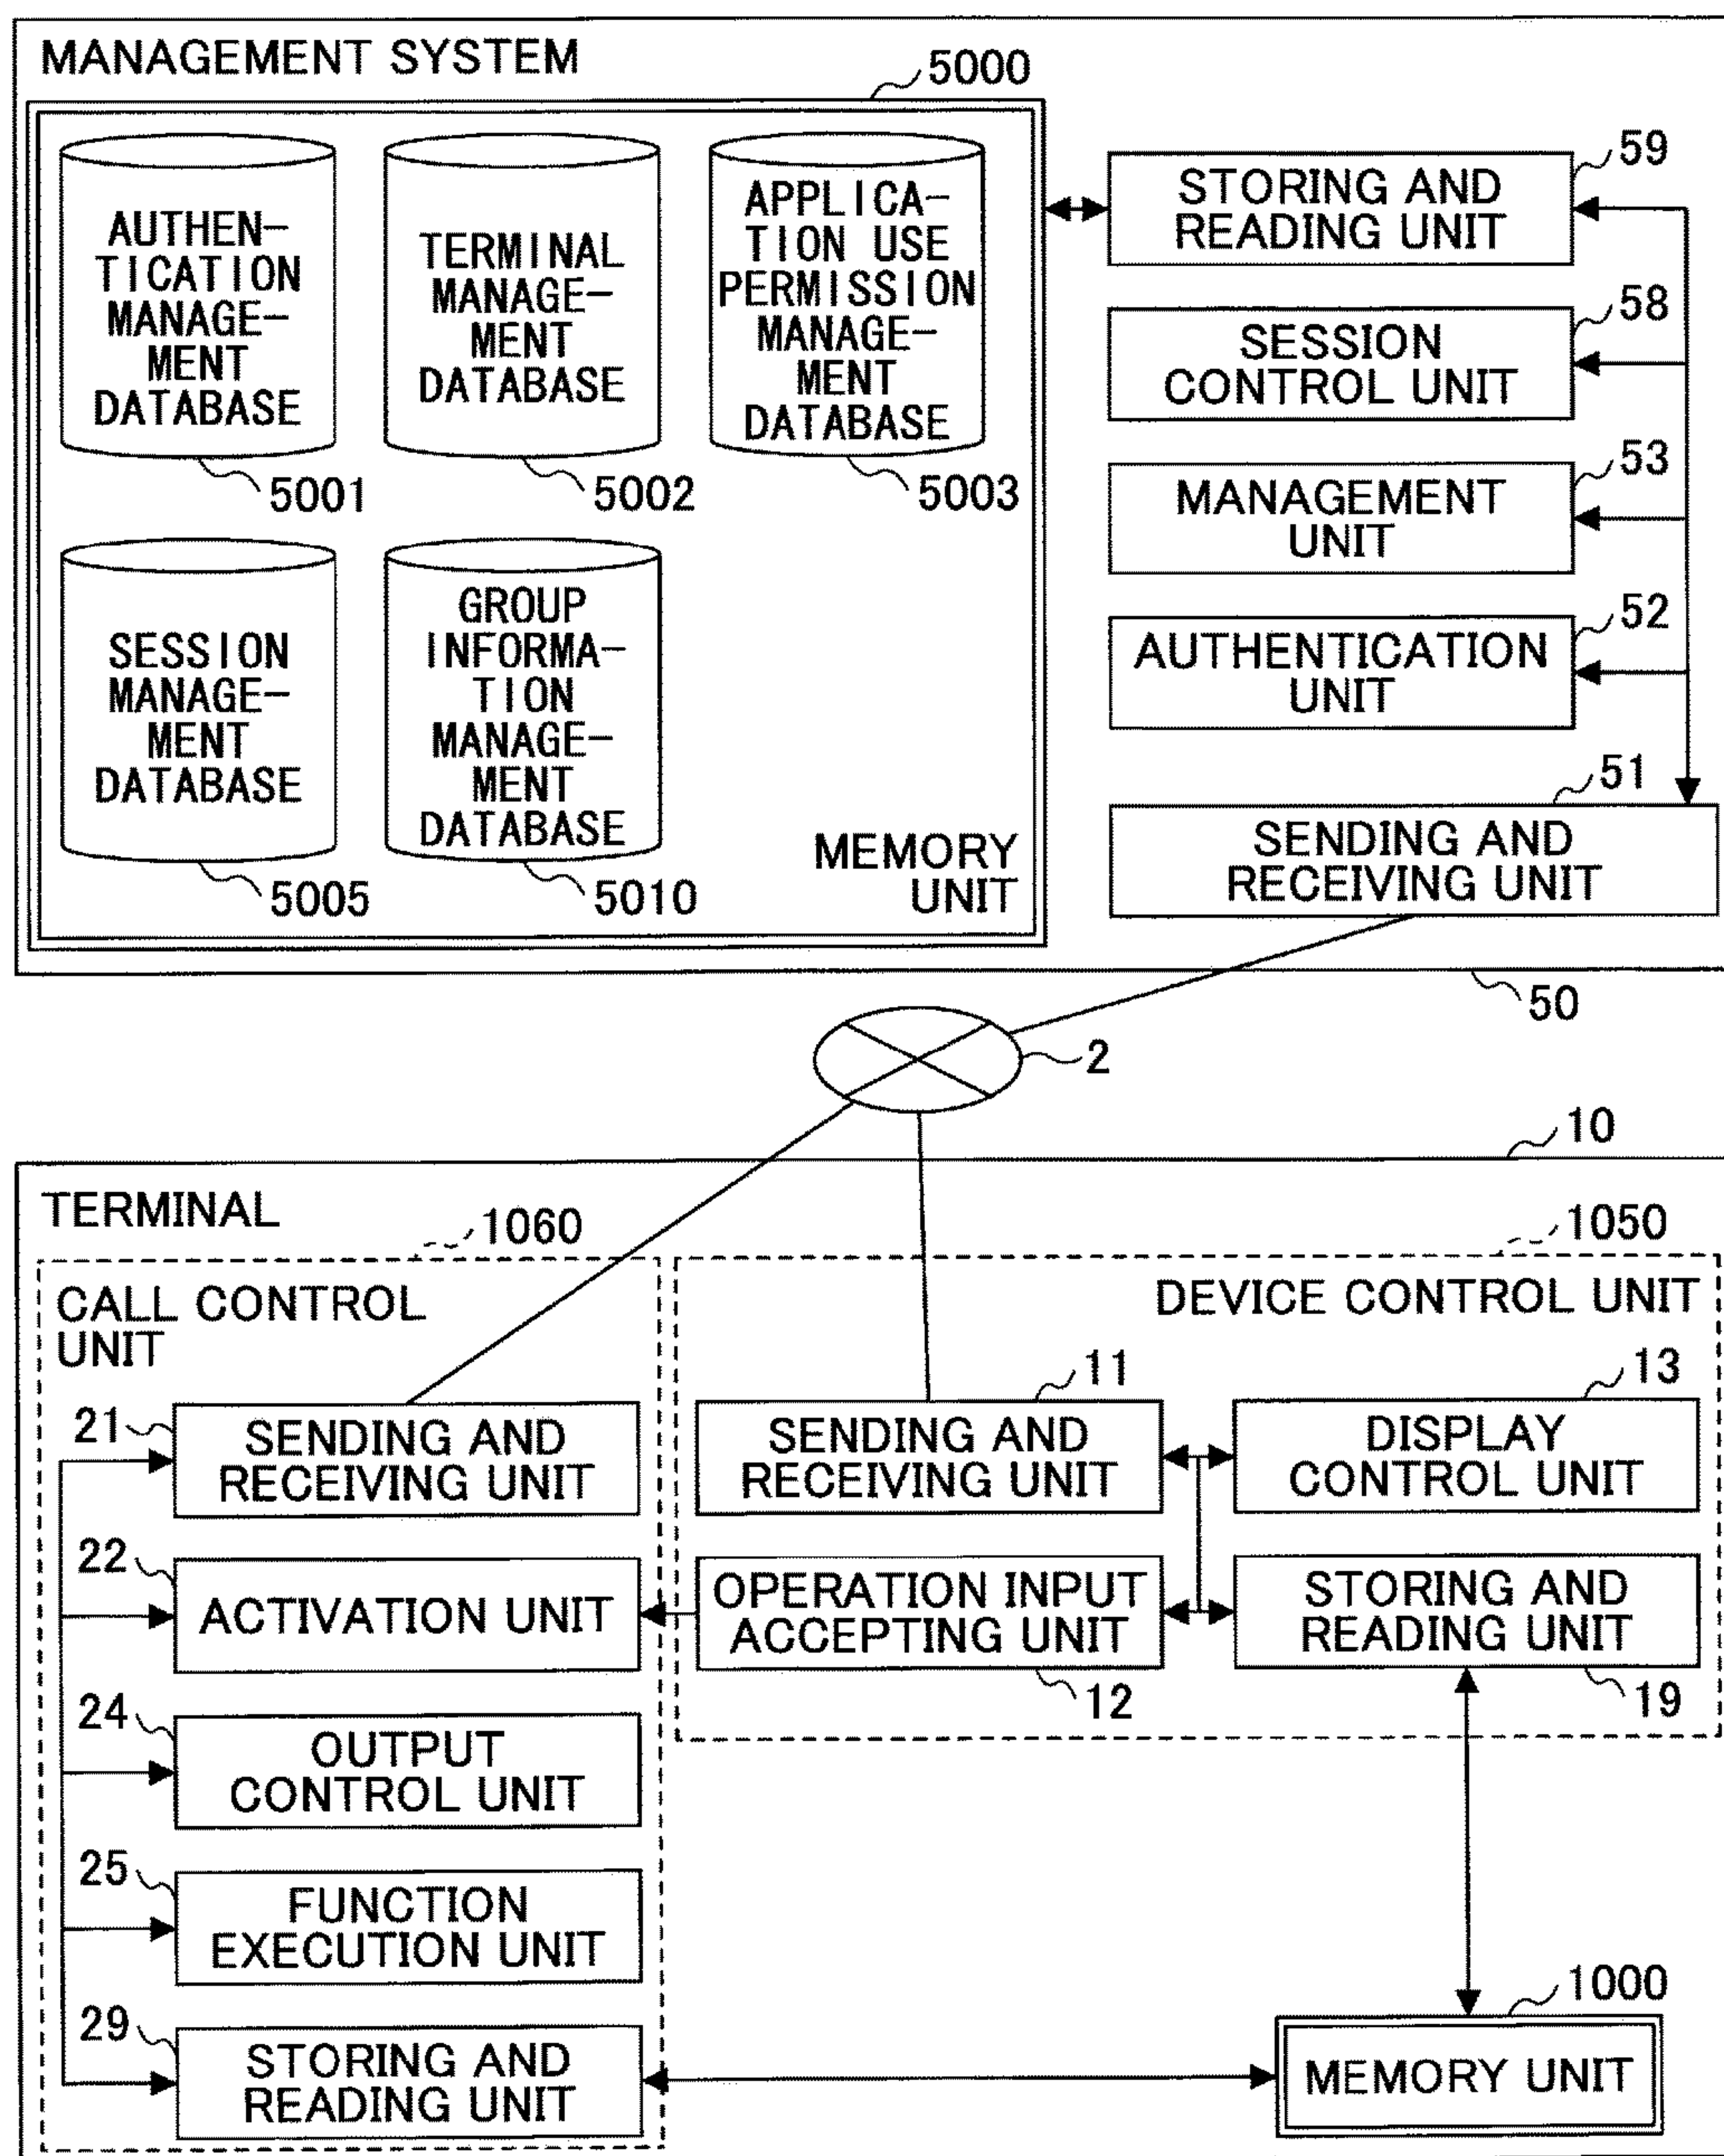 MANAGEMENT SYSTEM
5000
AUTHEN-
TICATION
MANAGE-
MENT
DATABASE
5001
TERMINAL
MANAGE-
MENT
DATABASE
5002
APPLICA-
TION USE
PERMISSION
MANAGE-
MENT
DATABASE
5003
SESSION
MANAGE-
MENT
DATABASE
5005
GROUP
INFORMA-
TION
MANAGE-
MENT
DATABASE
5010
MEMORY
UNIT
59
STORING AND
READING UNIT
58
SESSION
CONTROL UNIT
53
MANAGEMENT
UNIT
52
AUTHENTICATION
UNIT
51
SENDING AND
RECEIVING UNIT
50
2
10
TERMINAL
1060
CALL CONTROL
UNIT
21
SENDING AND
RECEIVING UNIT
22
ACTIVATION UNIT
24
OUTPUT
CONTROL UNIT
25
FUNCTION
EXECUTION UNIT
29
STORING AND
READING UNIT
1050
DEVICE CONTROL UNIT
11
SENDING AND
RECEIVING UNIT
13
DISPLAY
CONTROL UNIT
OPERATION INPUT
ACCEPTING UNIT
12
STORING AND
READING UNIT
19
1000
MEMORY UNIT